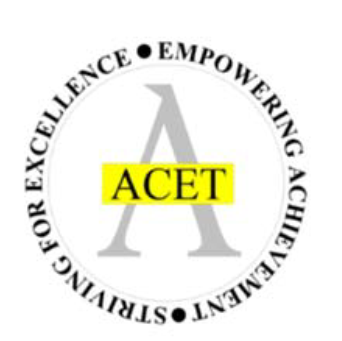 STRIVING FOR EXCELLENCE ● EMPOWERING ACHIEVEMENT ●
A
ACET